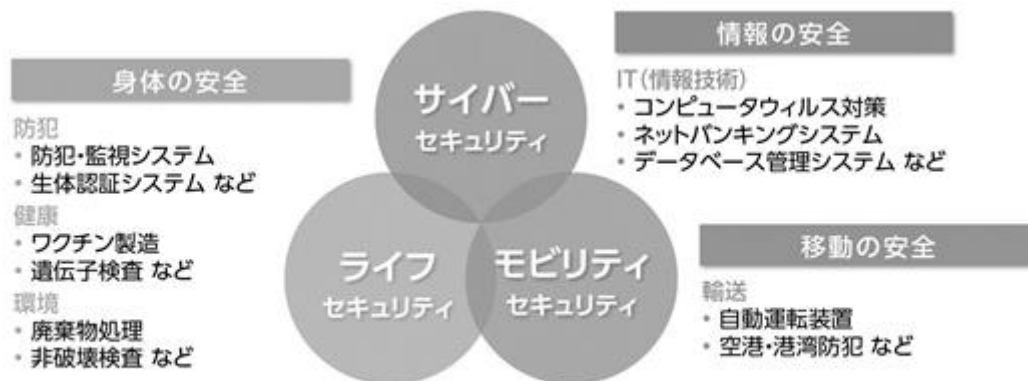 身体の安全
防犯
・防犯・監視システム
・生体認証システム など
健康
・ワクチン製造
・遺伝子検査 など
環境
・廃棄物処理
・非破壊検査 など
サイバー
セキュリティ
ライフ
セキュリティ
モビリティ
セキュリティ
情報の安全
IT(情報技術)
・コンピュータウィルス対策
・ネットバンキングシステム
・データベース管理システム など
移動の安全
輸送
・自動運転装置
・空港・港湾防犯 など